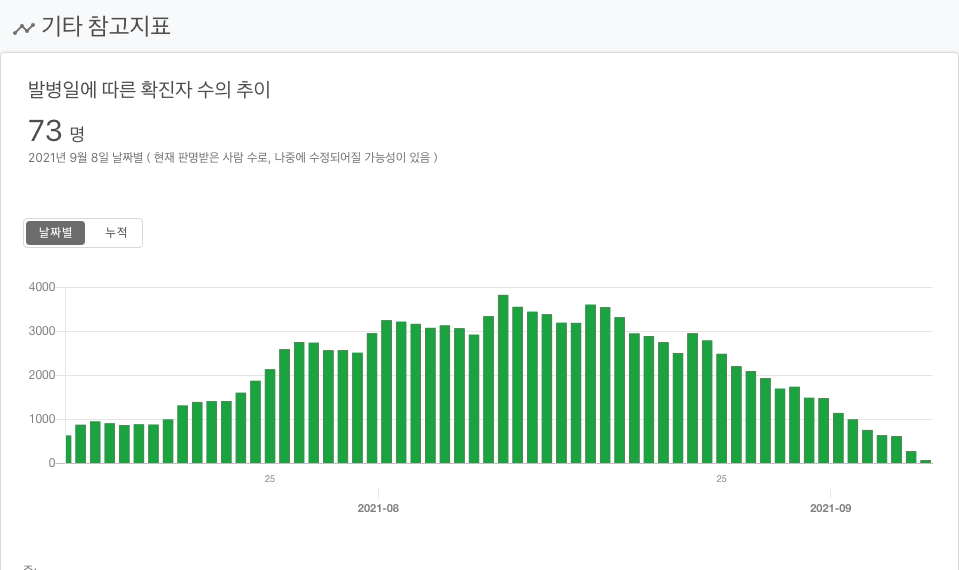 기타 참고지표
발병일에 따른 확진자 수의 추이
73 명
2021년 9월 8일 날짜별 ( 현재 판명받은 사람 수로, 나중에 수정되어질 가능성이 있음 )
날짜별 누적
4000
3000
2000
1000
0
25 25
2021-08 2021-09